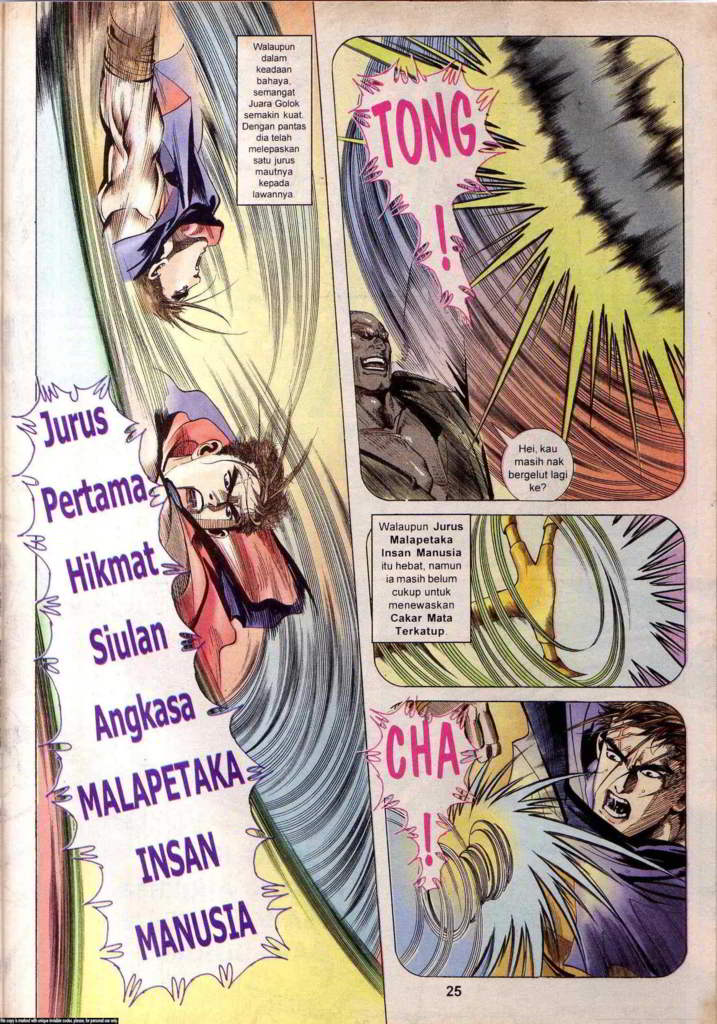 Walaupun
dalam
keadaan
bahaya,
semangat
Juara Golok
semakin kuat.
Dengan pantas
dia telah
melepaskan
satu jurus
mautnya
kepada
lawannya.
Jurus
Pertama
Hikmat
Siulan
Angkasa
MALAPETAKA
INSAN
MANUSIA
TONG
!
Hei, kau
masih nak
bergelut lagi
ke?
Walaupun Jurus
Malapetaka
Insan Manusia
itu hebat, namun
ia masih belum
cukup untuk
menewaskan
Cakar Mata
Terkatup.
CHA
!
25